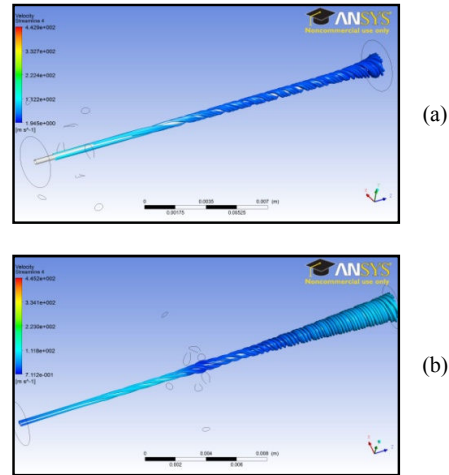 Velocity
Streamline 4
4.429e+002
3.327e+002
2.224e+002
1.122e+002
1.945e+000
[m s^-1]
ANSYS
Noncommercial use only
0 0.0035 0.007 (m)
0.00175 0.00525
(a)
Velocity
Streamline 4
4.452e+002
3.341e+002
2.230e+002
1.118e+002
7.112e-001
[m s^-1]
ANSYS
Noncommercial use only
0 0.004 0.008 (m)
0.002 0.006
(b)